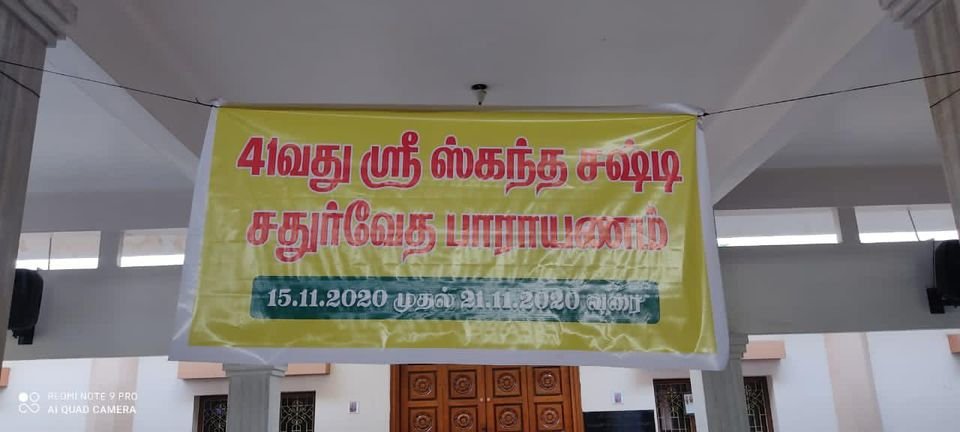 41வது ஸ்ரீ ஸ்கந்த சஷ்டி
சதுர்வேத பாராயணம்
15.11.2020 முதல் 21.11.2020 வரை
REDMI NOTE 9 PRO
AI QUAD CAMERA